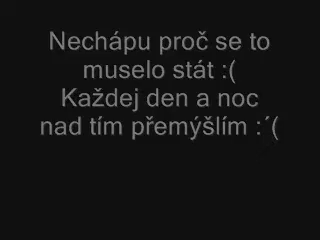 Nechápu proč se to
muselo stát :(
Každej den a noc
nad tím přemýšlím :´(